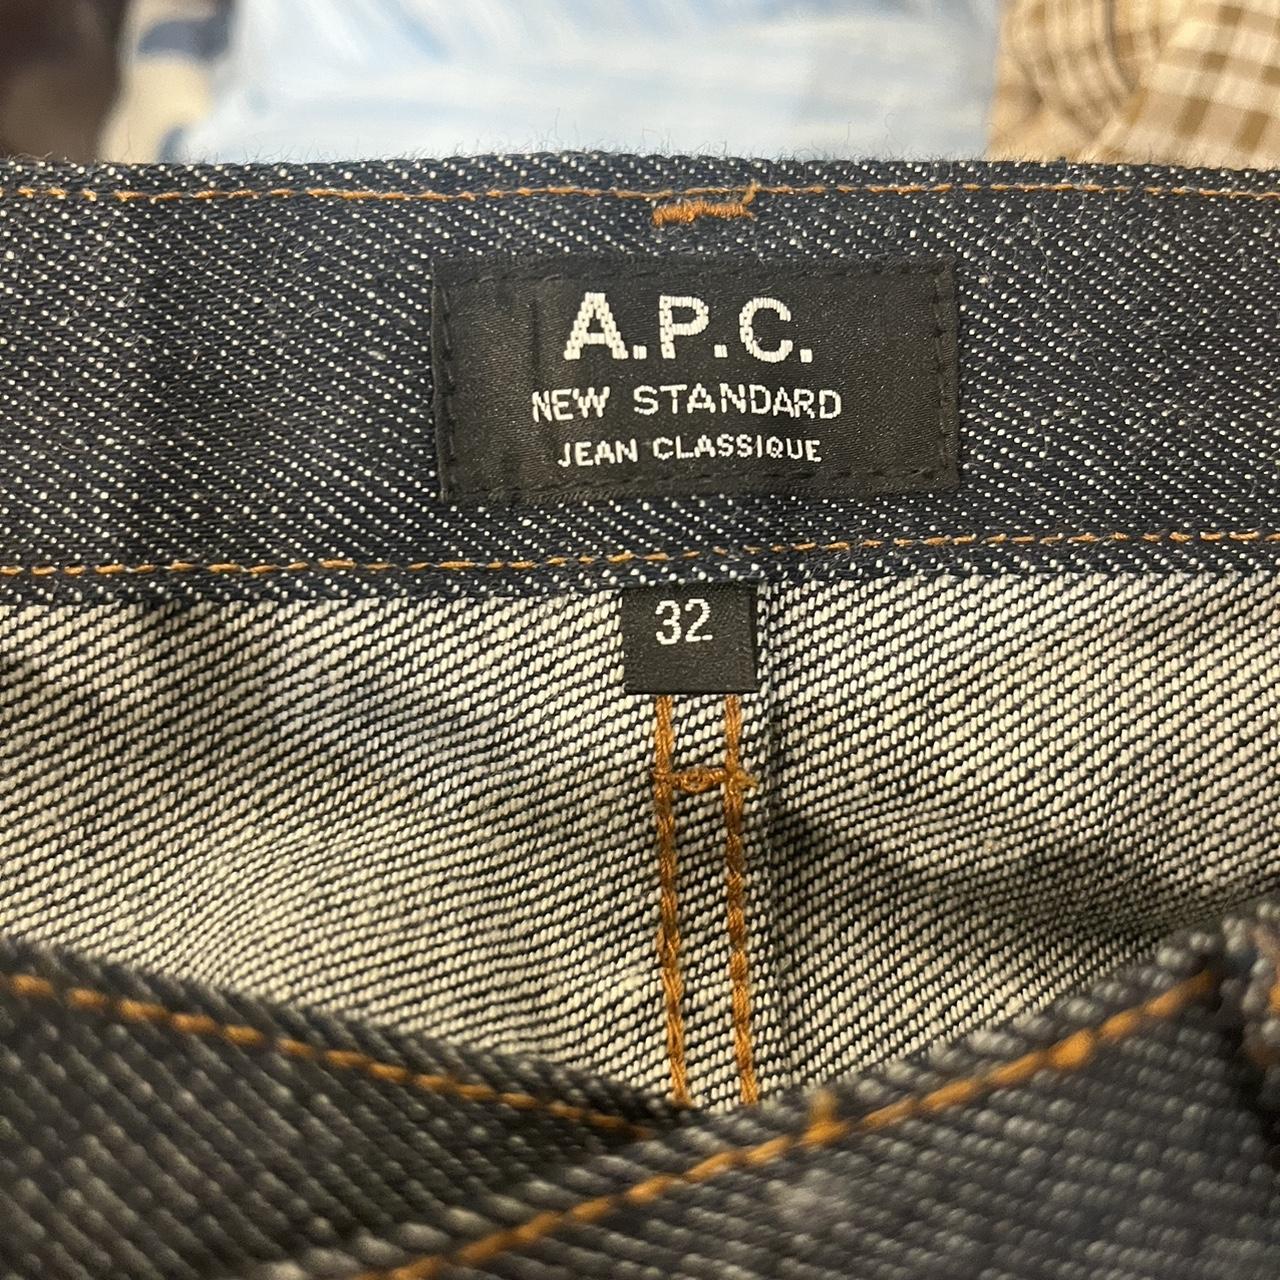 A.P.C.
NEW STANDARD
JEAN CLASSIQUE
32